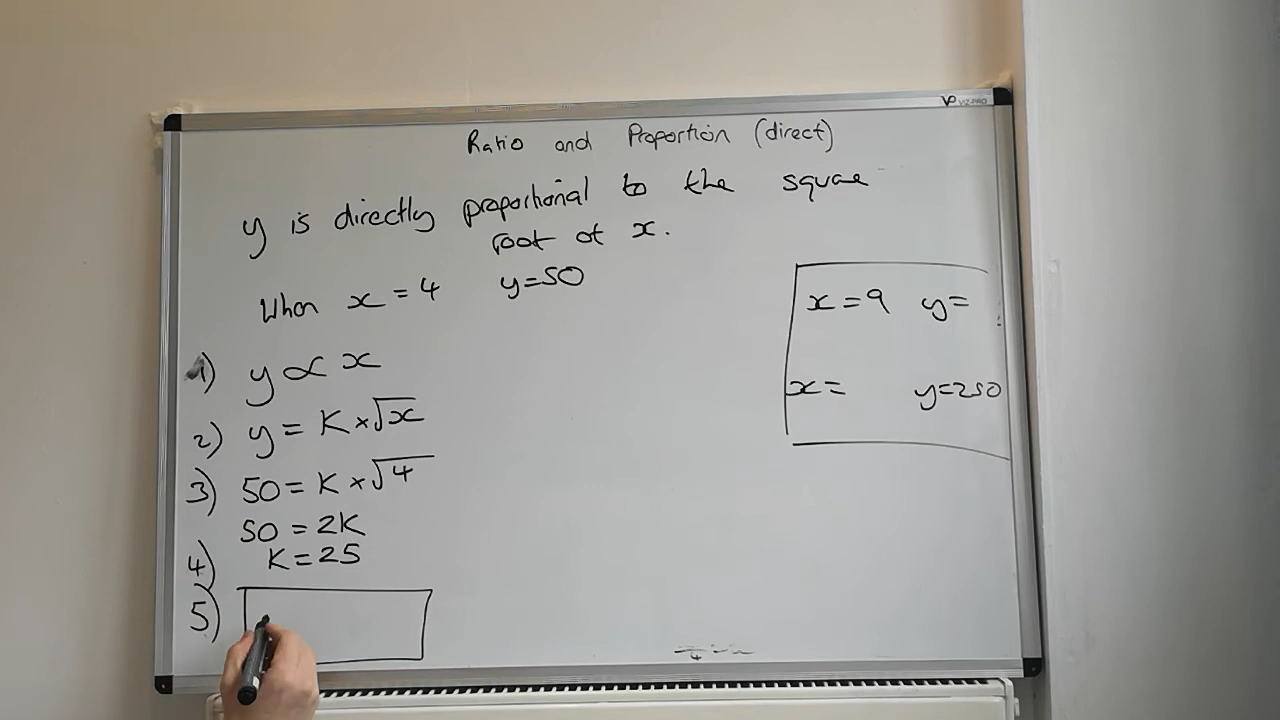 VIZ-PRO
Ratio and Proportion (direct)
y is directly proportional to the square
root of x.
When x = 4 y=50
1) y ∝ x
2) y = K × √x
3) 50 = K × √4
50 = 2K
4) K = 25
5)
x = 9 y =
x = y=250